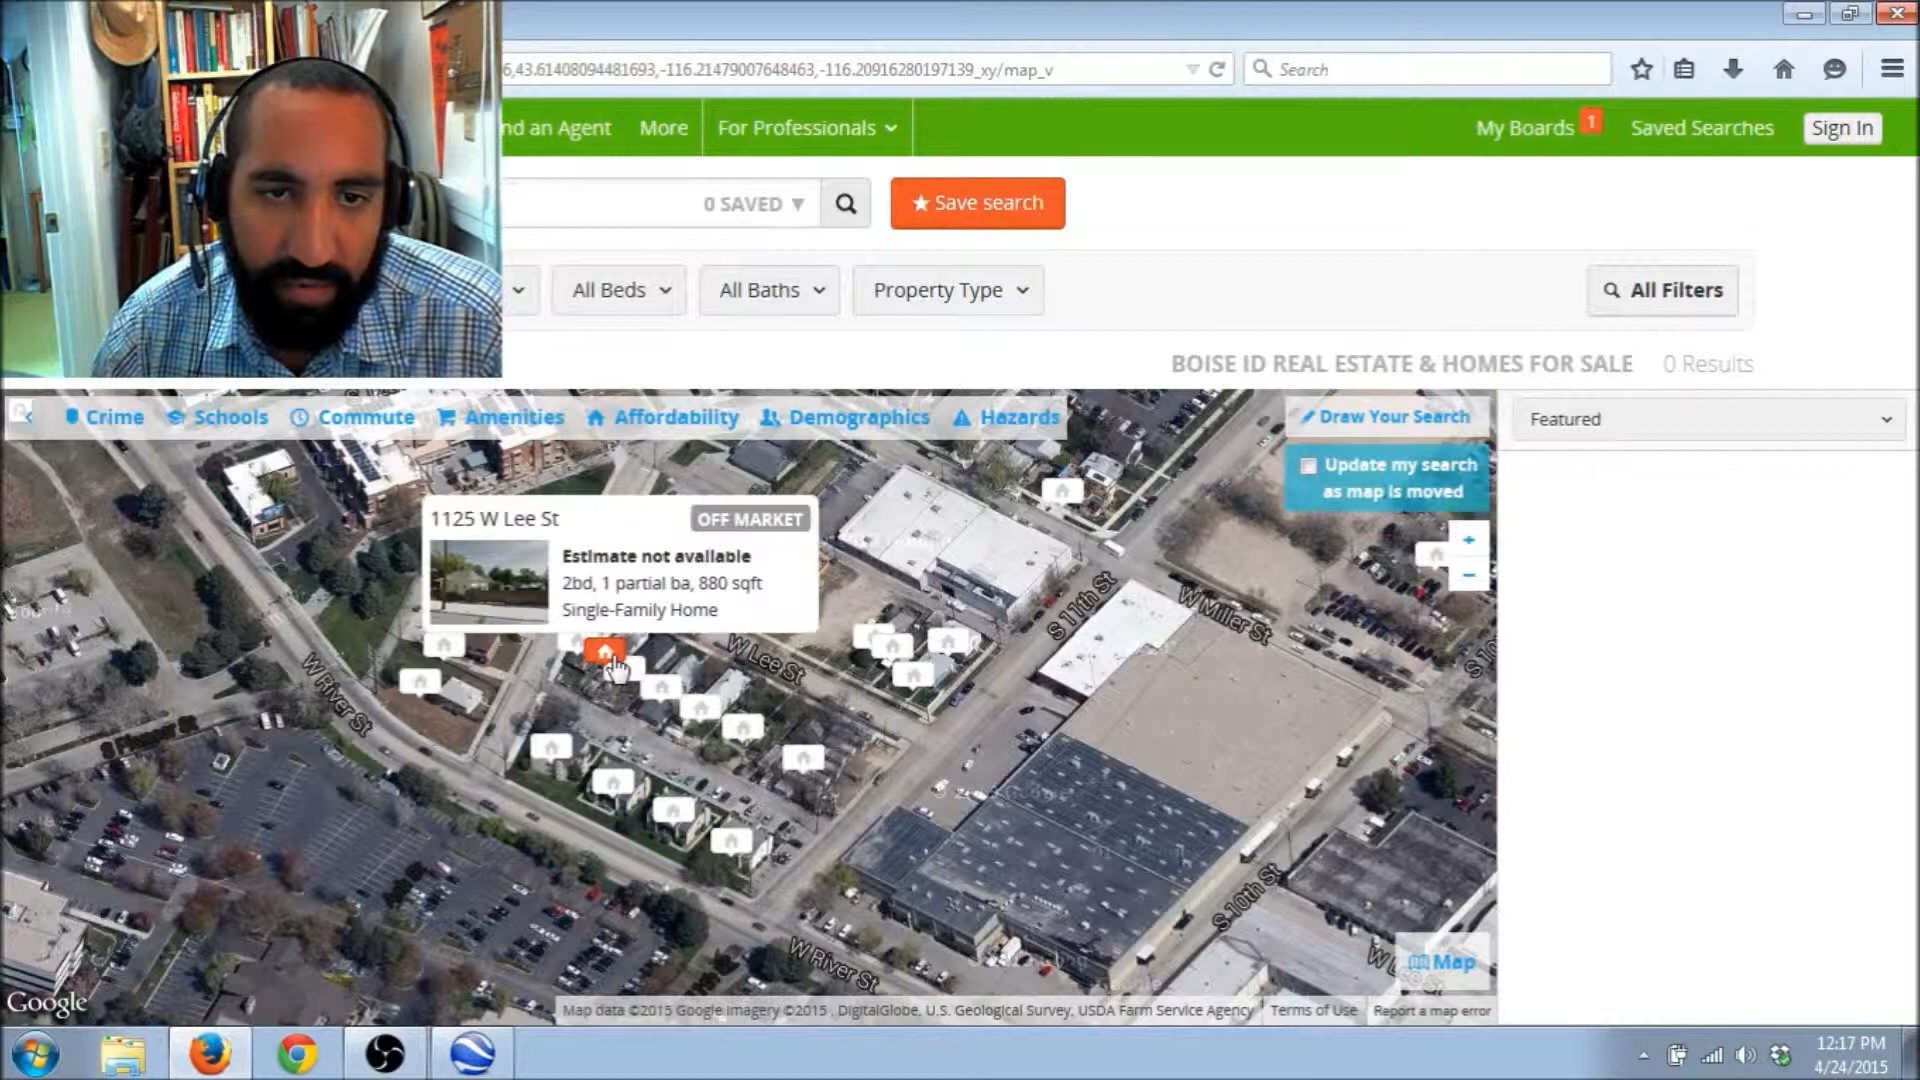 6,43.61408094481693,-116.21479007648463,-116.20916280197139_xy/map_v
Search
nd an Agent
More
For Professionals
My Boards
1
Saved Searches
Sign In
0 SAVED ▼
★ Save search
All Beds
All Baths
Property Type
All Filters
BOISE ID REAL ESTATE & HOMES FOR SALE
0 Results
Crime
Schools
Commute
Amenities
Affordability
Demographics
Hazards
Draw Your Search
Featured
Update my search
as map is moved
+
−
1125 W Lee St
OFF MARKET
Estimate not available
2bd, 1 partial ba, 880 sqft
Single-Family Home
S 11th St
W Miller St
W Lee St
W River St
S 10th St
W River St
Map
Google
Map data ©2015 Google Imagery ©2015 , DigitalGlobe, U.S. Geological Survey, USDA Farm Service Agency
Terms of Use
Report a map error
12:17 PM
4/24/2015